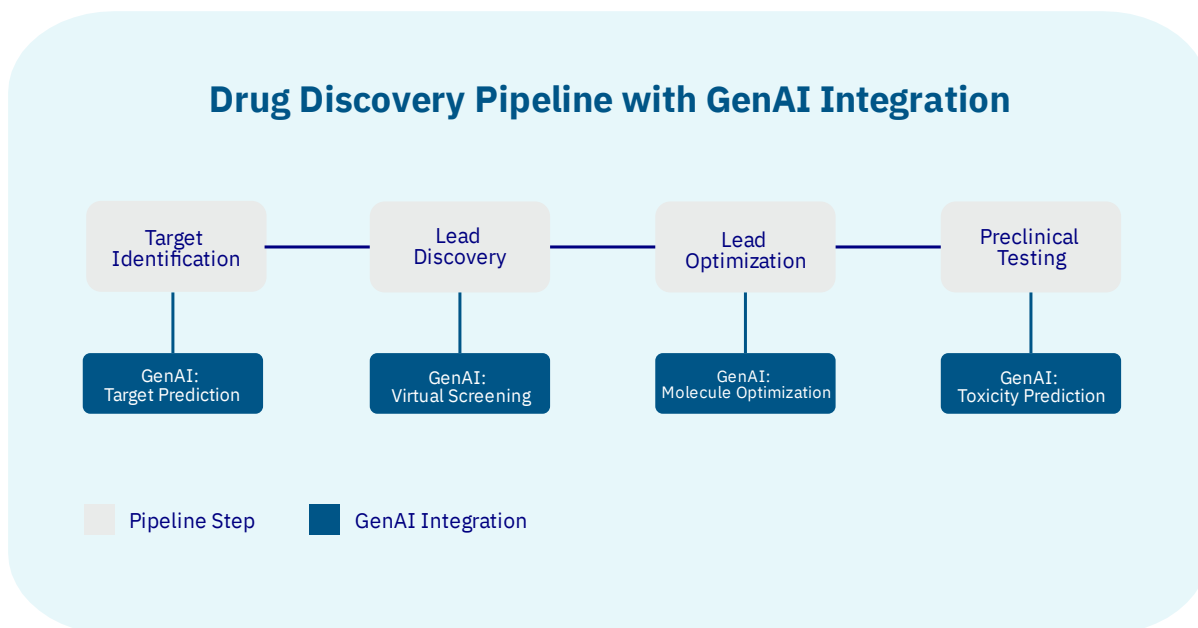 Drug Discovery Pipeline with GenAI Integration
Target
Identification
Lead
Discovery
Lead
Optimization
Preclinical
Testing
GenAI:
Target Prediction
GenAI:
Virtual Screening
GenAI:
Molecule Optimization
GenAI:
Toxicity Prediction
Pipeline Step
GenAI Integration